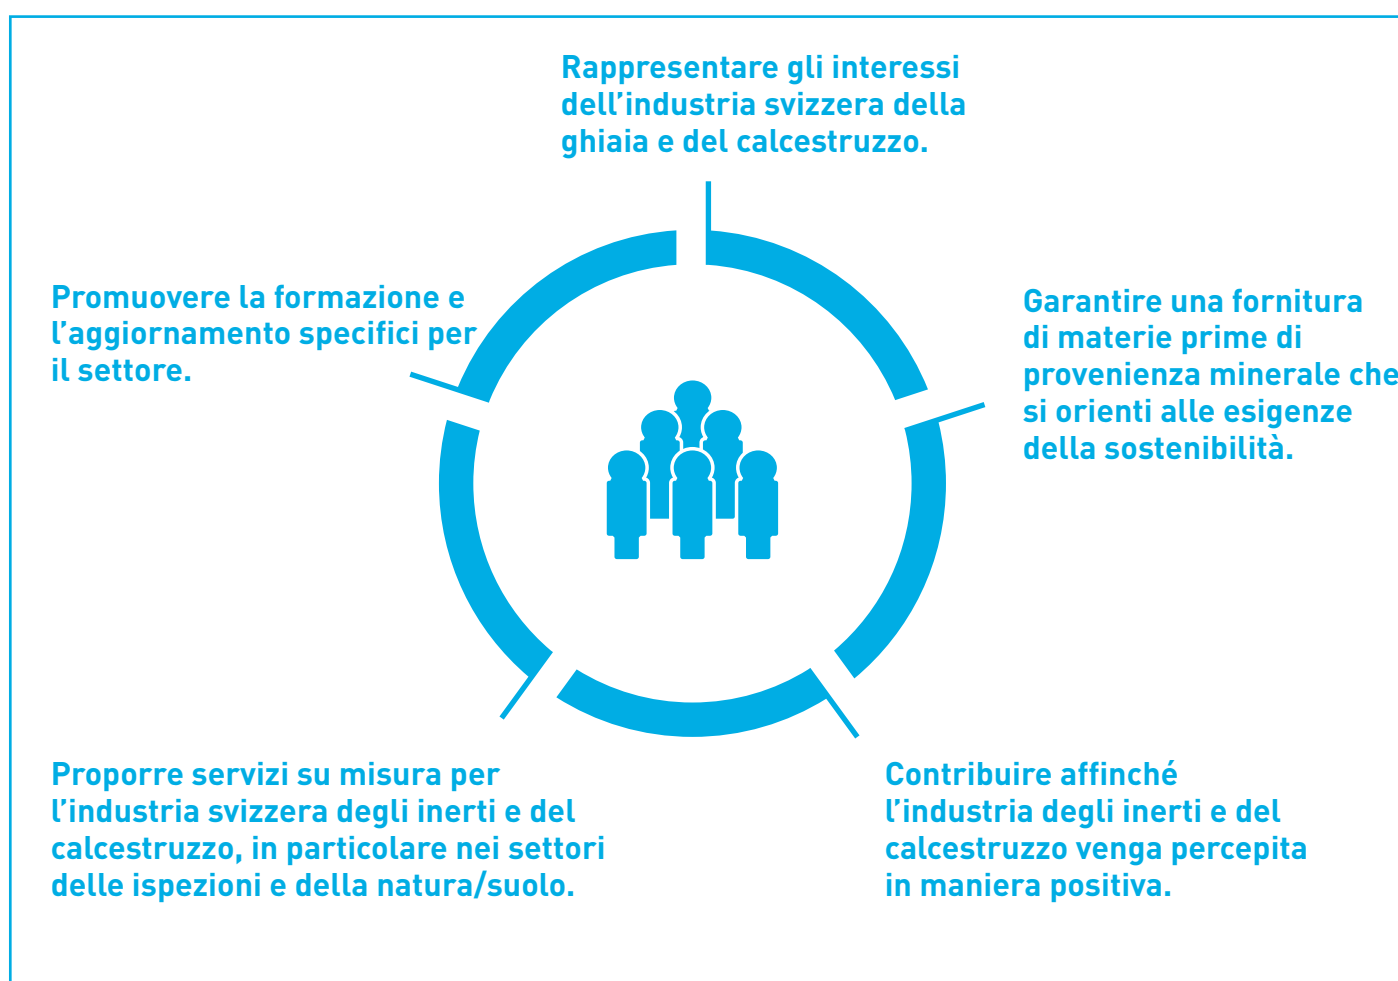 Rappresentare gli interessi
dell’industria svizzera della
ghiaia e del calcestruzzo.
Promuovere la formazione e
l’aggiornamento specifici per
il settore.
Garantire una fornitura
di materie prime di
provenienza minerale che
si orienti alle esigenze
della sostenibilità.
Proporre servizi su misura per
l’industria svizzera degli inerti e del
calcestruzzo, in particolare nei settori
delle ispezioni e della natura/suolo.
Contribuire affinché
l’industria degli inerti e del
calcestruzzo venga percepita
in maniera positiva.